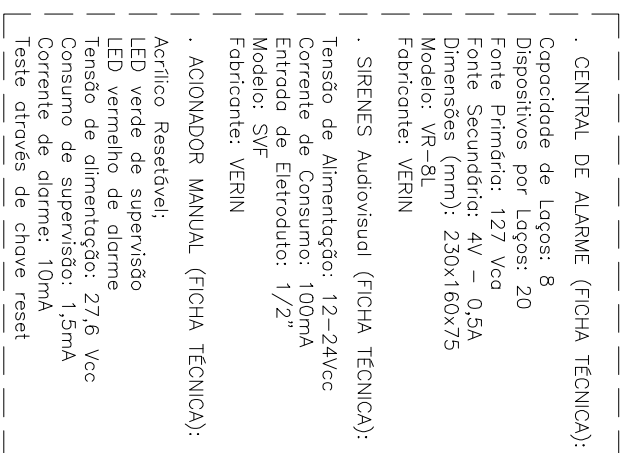 . CENTRAL DE ALARME (FICHA TÉCNICA):
Capacidade de Laços: 8
Dispositivos por Laços: 20
Fonte Primária: 127 Vca
Fonte Secundária: 4V – 0,5A
Dimensões (mm): 230x160x75
Modelo: VR–8L
Fabricante: VERIN
. SIRENES Audiovisual (FICHA TÉCNICA):
Tensão de Alimentação: 12–24Vcc
Corrente de Consumo: 100mA
Entrada de Eletroduto: 1/2"
Modelo: SVF
Fabricante: VERIN
. ACIONADOR MANUAL (FICHA TÉCNICA):
Acrílico Resetável;
LED verde de supervisão
LED vermelho de alarme
Tensão de alimentação: 27,6 Vcc
Consumo de supervisão: 1,5mA
Corrente de alarme: 10mA
Teste através de chave reset